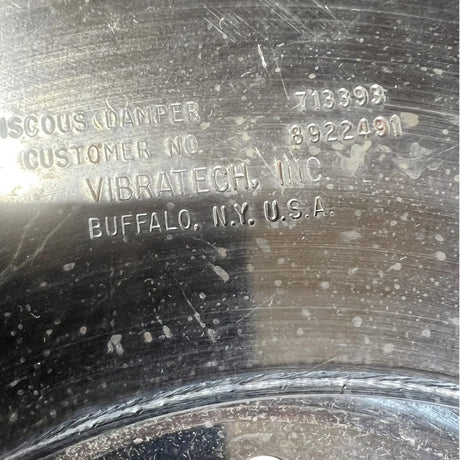 ISCOUS DAMPER 713393
CUSTOMER NO. 8922491
VIBRATECH, INC
BUFFALO, N.Y. U.S.A.